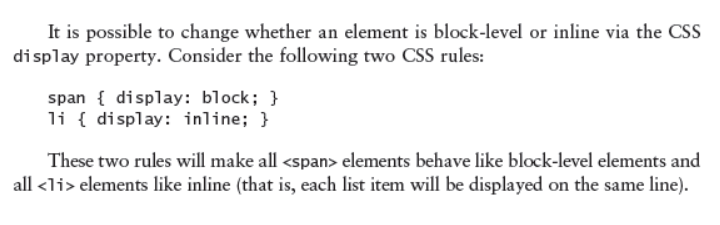 It is possible to change whether an element is block-level or inline via the CSS
display property. Consider the following two CSS rules:
span { display: block; }
li { display: inline; }
These two rules will make all <span> elements behave like block-level elements and
all <li> elements like inline (that is, each list item will be displayed on the same line).